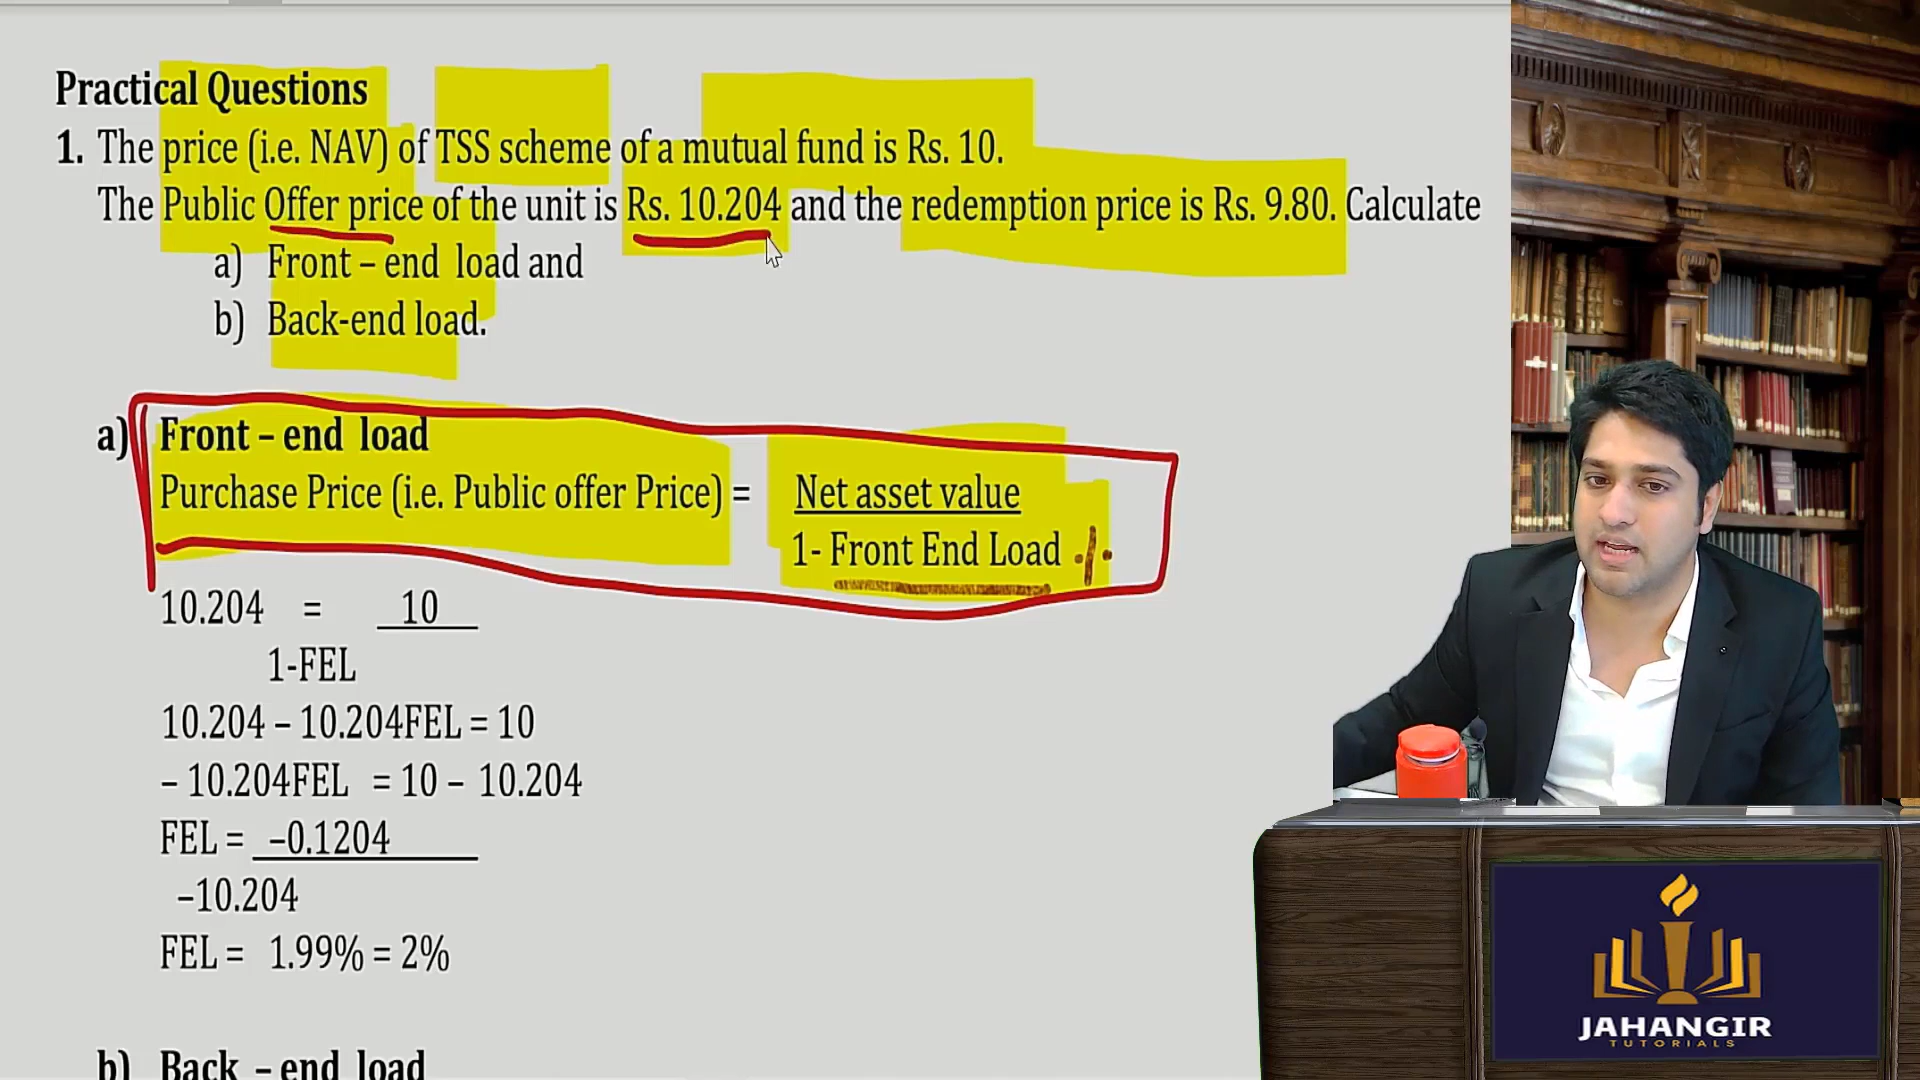 Practical Questions
1. The price (i.e. NAV) of TSS scheme of a mutual fund is Rs. 10.
The Public Offer price of the unit is Rs. 10.204 and the redemption price is Rs. 9.80. Calculate
a) Front – end load and
b) Back-end load.
a) Front – end load
Purchase Price (i.e. Public offer Price) = Net asset value
1- Front End Load %
10.204 = 10
1-FEL
10.204 – 10.204FEL = 10
– 10.204FEL = 10 – 10.204
FEL = –0.1204
–10.204
FEL = 1.99% = 2%
b) Back – end load
JAHANGIR
TUTORIALS